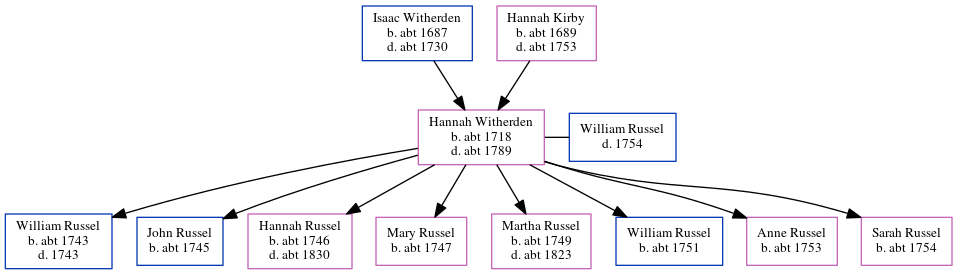 Isaac Witherden
b. abt 1687
d. abt 1730
Hannah Kirby
b. abt 1689
d. abt 1753
Hannah Witherden
b. abt 1718
d. abt 1789
William Russel
d. 1754
William Russel
b. abt 1743
d. 1743
John Russel
b. abt 1745
Hannah Russel
b. abt 1746
d. abt 1830
Mary Russel
b. abt 1747
Martha Russel
b. abt 1749
d. abt 1823
William Russel
b. abt 1751
Anne Russel
b. abt 1753
Sarah Russel
b. abt 1754